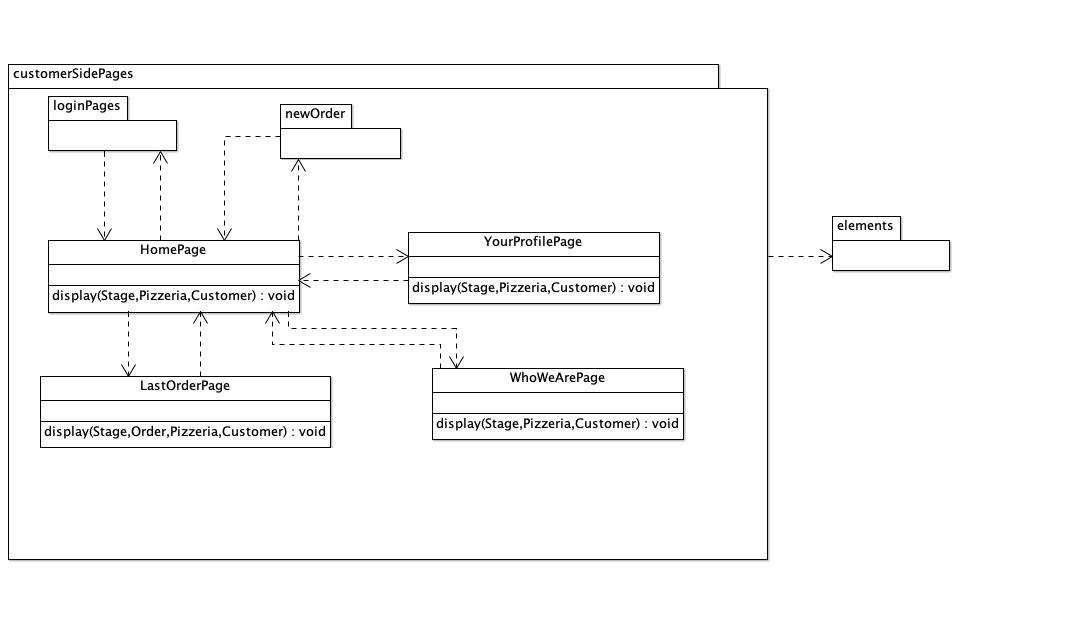 customerSidePages
loginPages
newOrder
elements
HomePage
display(Stage,Pizzeria,Customer) : void
YourProfilePage
display(Stage,Pizzeria,Customer) : void
LastOrderPage
display(Stage,Order,Pizzeria,Customer) : void
WhoWeArePage
display(Stage,Pizzeria,Customer) : void